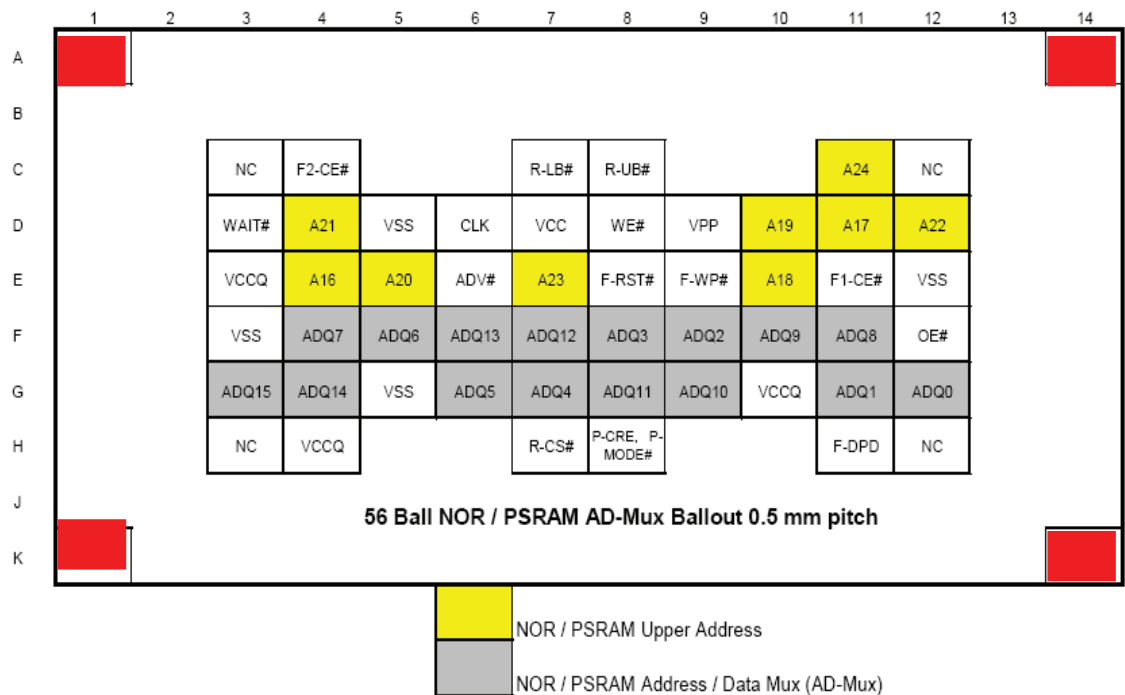 1 2 3 4 5 6 7 8 9 10 11 12 13 14
A
B
C NC F2-CE# R-LB# R-UB# A24 NC
D WAIT# A21 VSS CLK VCC WE# VPP A19 A17 A22
E VCCQ A16 A20 ADV# A23 F-RST# F-WP# A18 F1-CE# VSS
F VSS ADQ7 ADQ6 ADQ13 ADQ12 ADQ3 ADQ2 ADQ9 ADQ8 OE#
G ADQ15 ADQ14 VSS ADQ5 ADQ4 ADQ11 ADQ10 VCCQ ADQ1 ADQ0
H NC VCCQ R-CS# P-CRE, P-MODE# F-DPD NC
J
56 Ball NOR / PSRAM AD-Mux Ballout 0.5 mm pitch
K
NOR / PSRAM Upper Address
NOR / PSRAM Address / Data Mux (AD-Mux)